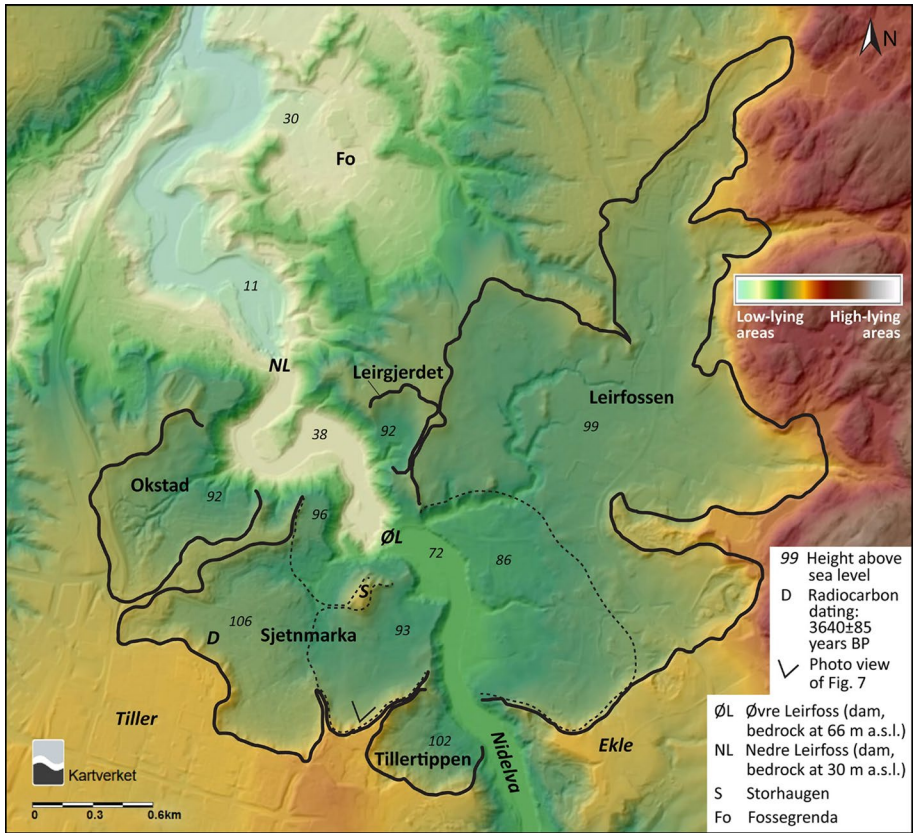 N
30
Fo
11
NL
Leirgjerdet
Low-lying areas
High-lying areas
Leirfossen
99
38
92
Okstad
92
96
ØL
72
86
S
106
D
Sjetnmarka
93
Tiller
102
Tillertippen
Nidelva
Ekle
99 Height above
sea level
D Radiocarbon
dating:
3640±85
years BP
Photo view
of Fig. 7
ØL Øvre Leirfoss (dam,
bedrock at 66 m a.s.l.)
NL Nedre Leirfoss (dam,
bedrock at 30 m a.s.l.)
S Storhaugen
Fo Fossegrenda
Kartverket
0 0.3 0.6km